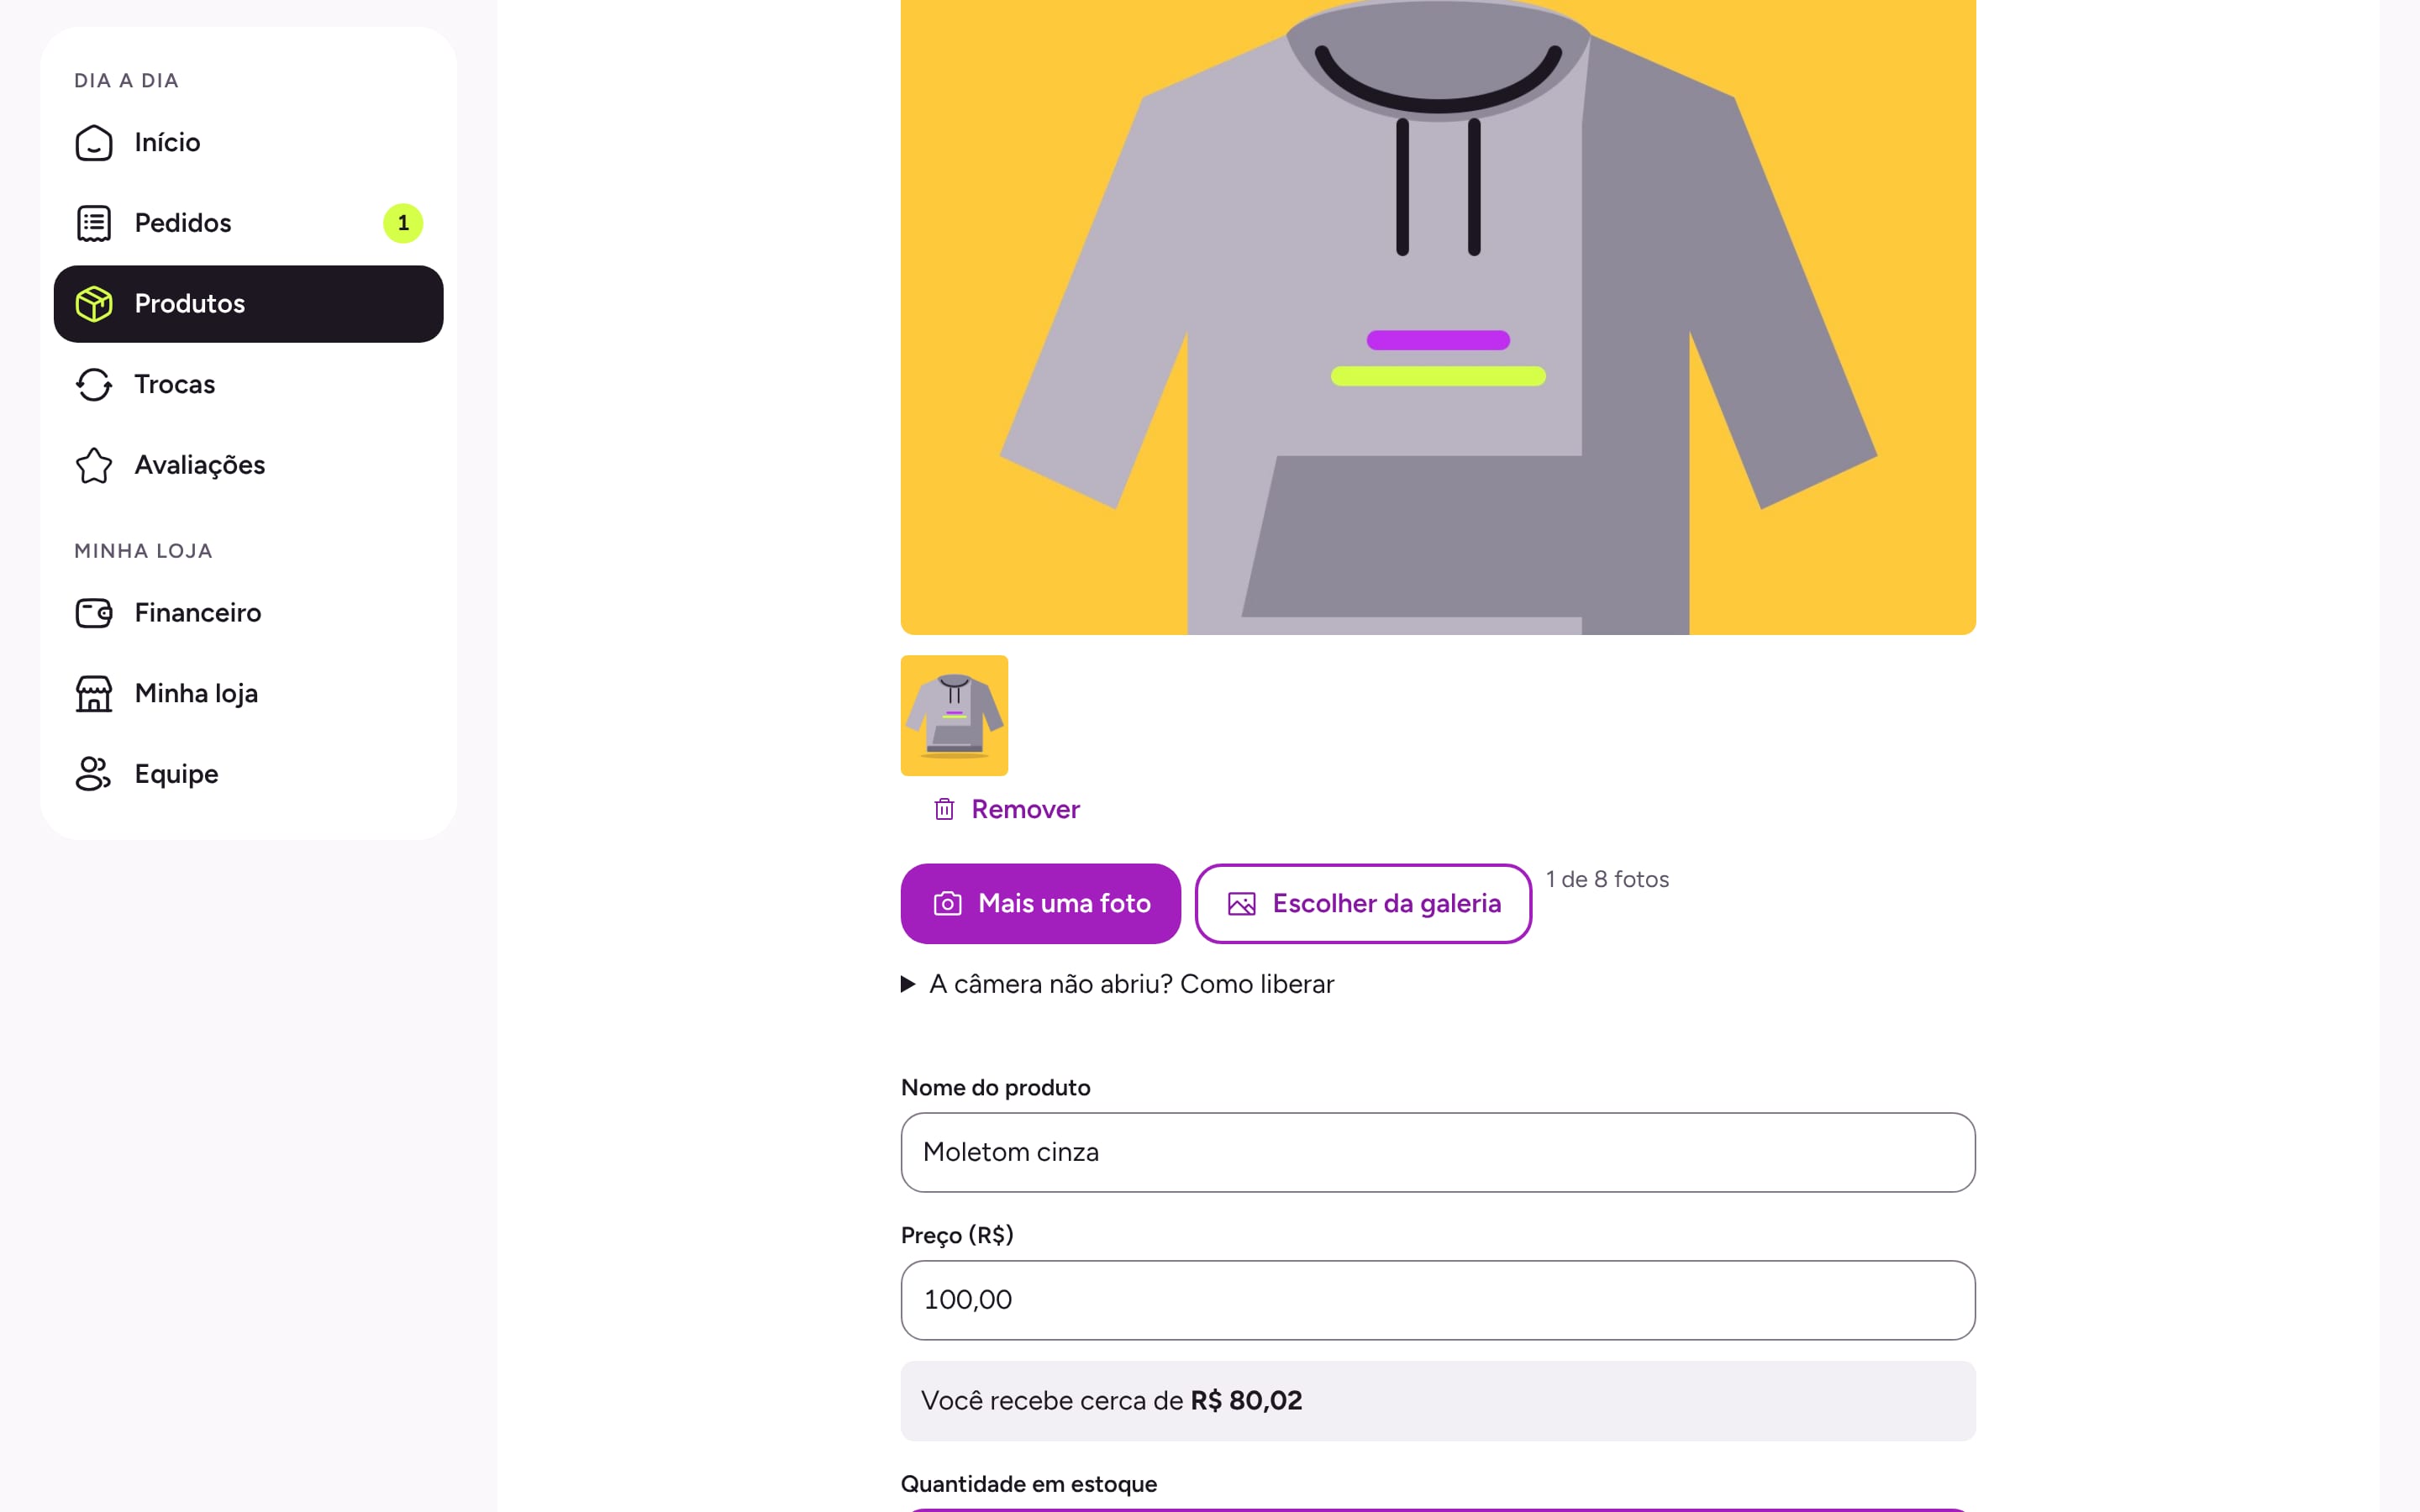 DIA A DIA
Início
Pedidos 1
Produtos
Trocas
Avaliações
MINHA LOJA
Financeiro
Minha loja
Equipe
Remover
Mais uma foto
Escolher da galeria
1 de 8 fotos
A câmera não abriu? Como liberar
Nome do produto
Moletom cinza
Preço (R$)
100,00
Você recebe cerca de R$ 80,02
Quantidade em estoque